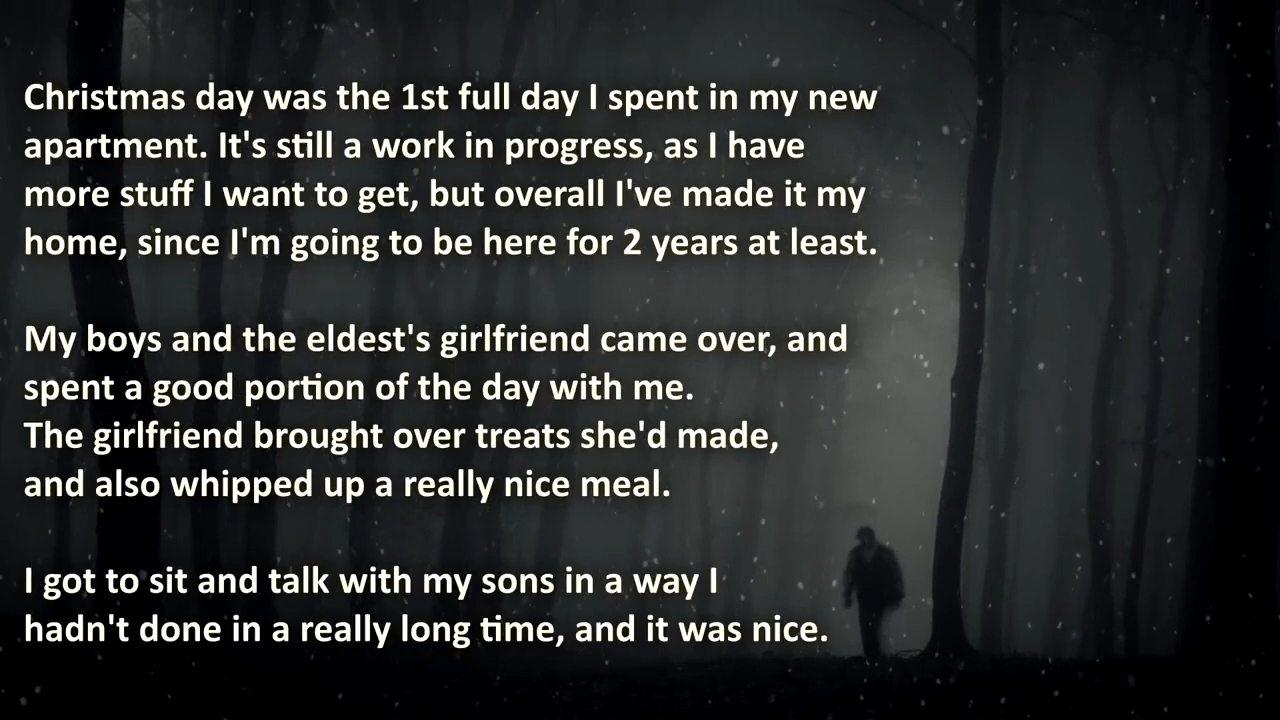 Christmas day was the 1st full day I spent in my new
apartment. It's still a work in progress, as I have
more stuff I want to get, but overall I've made it my
home, since I'm going to be here for 2 years at least.
My boys and the eldest's girlfriend came over, and
spent a good portion of the day with me.
The girlfriend brought over treats she'd made,
and also whipped up a really nice meal.
I got to sit and talk with my sons in a way I
hadn't done in a really long time, and it was nice.